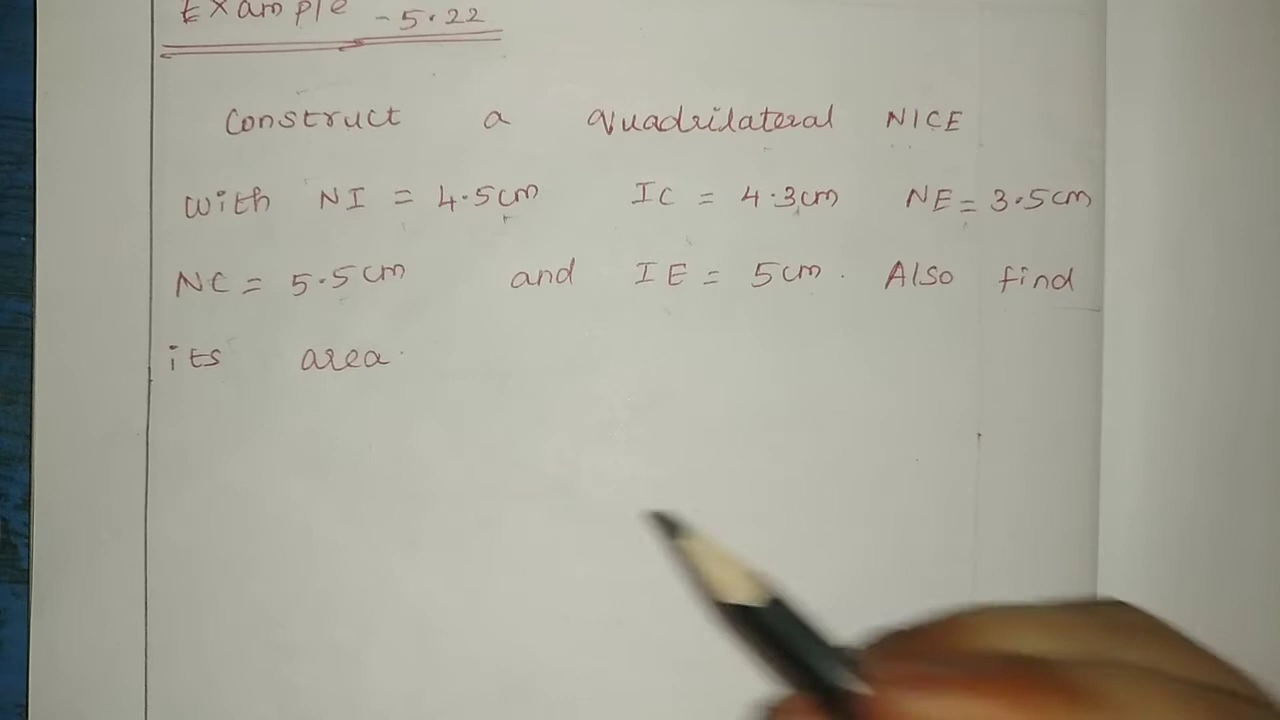 Example - 5.22
Construct a quadrilateral NICE
with NI = 4.5cm IC = 4.3cm NE = 3.5cm
NC = 5.5cm and IE = 5cm. Also find
its area.